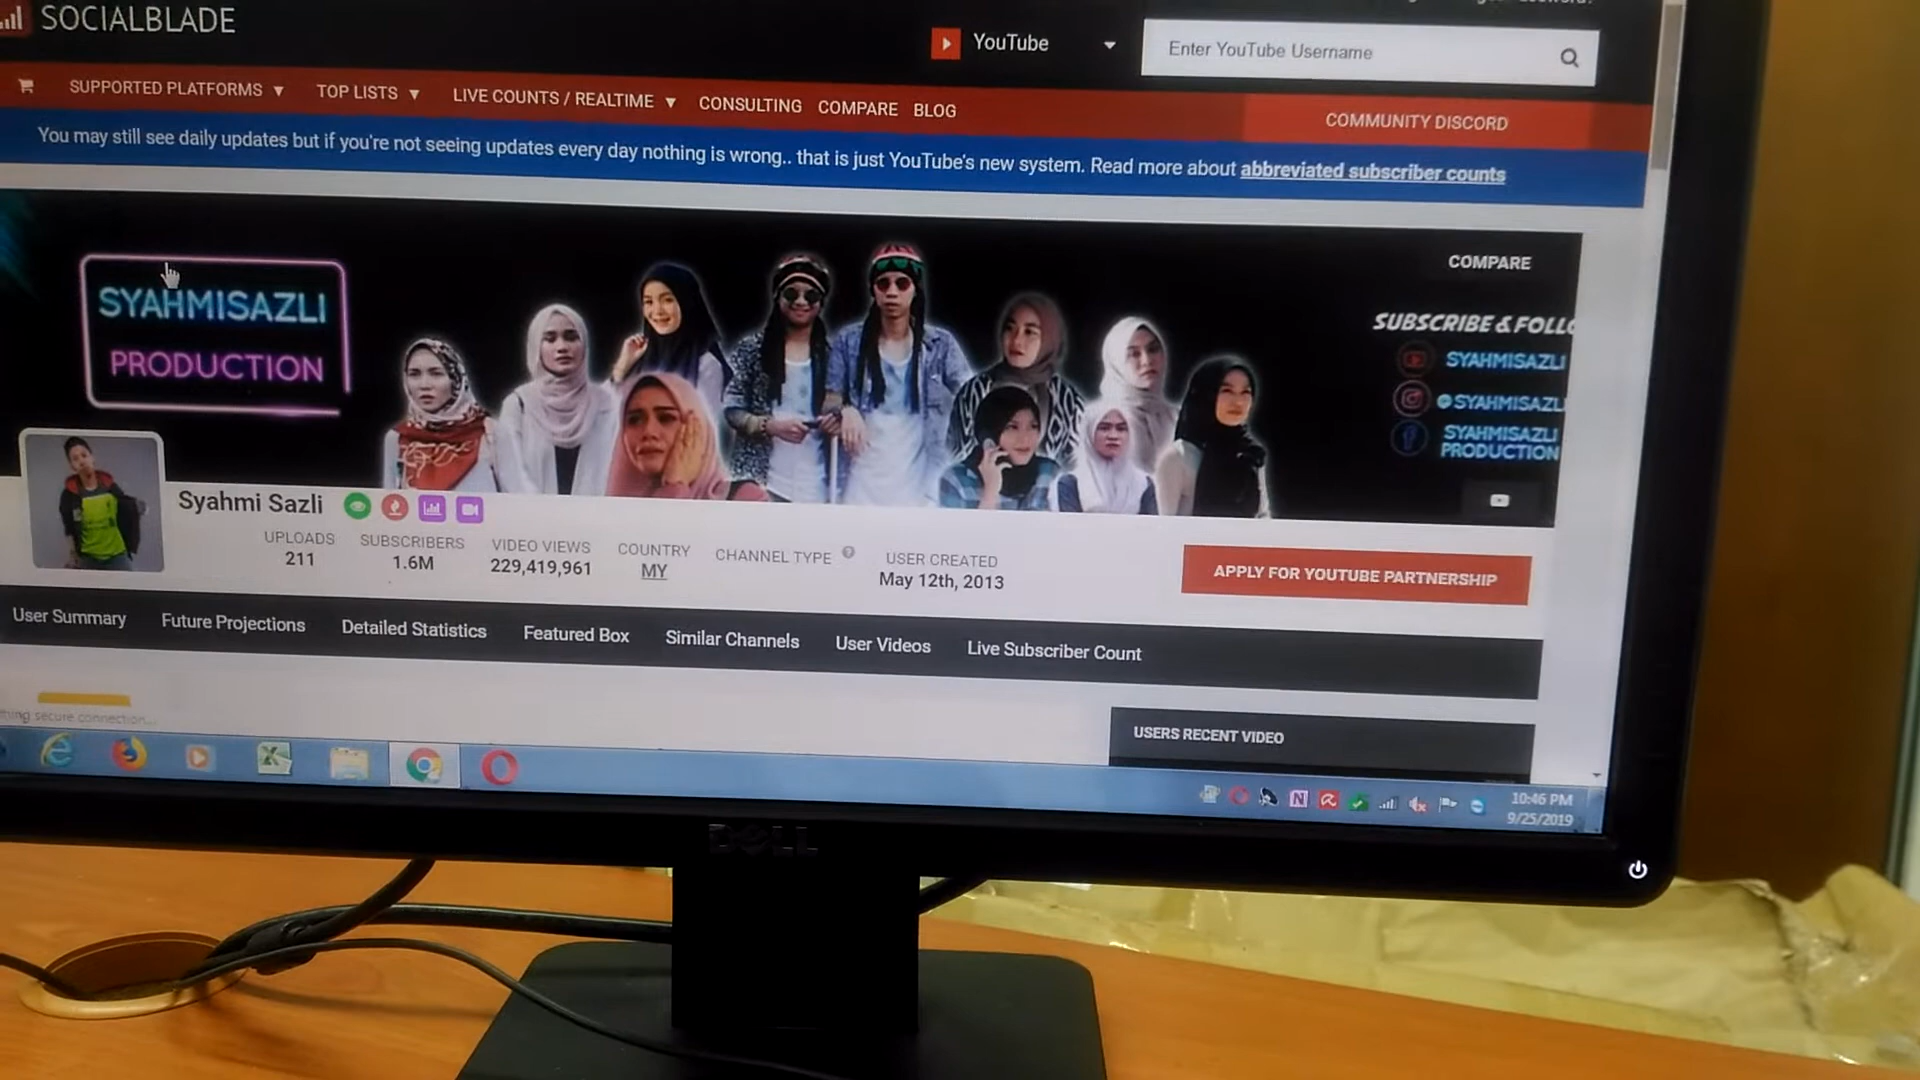 SOCIALBLADE
YouTube
Enter YouTube Username
SUPPORTED PLATFORMS ▼ TOP LISTS ▼ LIVE COUNTS / REALTIME ▼ CONSULTING COMPARE BLOG
COMMUNITY DISCORD
You may still see daily updates but if you're not seeing updates every day nothing is wrong.. that is just YouTube's new system. Read more about abbreviated subscriber counts
SYAHMISAZLI
PRODUCTION
COMPARE
SUBSCRIBE & FOLLO
SYAHMISAZLI
@SYAHMISAZLI
SYAHMISAZLI
PRODUCTION
Syahmi Sazli
UPLOADS
211
SUBSCRIBERS
1.6M
VIDEO VIEWS
229,419,961
COUNTRY
MY
CHANNEL TYPE
USER CREATED
May 12th, 2013
APPLY FOR YOUTUBE PARTNERSHIP
User Summary Future Projections Detailed Statistics Featured Box Similar Channels User Videos Live Subscriber Count
secure connection...
USERS RECENT VIDEO
10:46 PM
9/25/2019
DELL